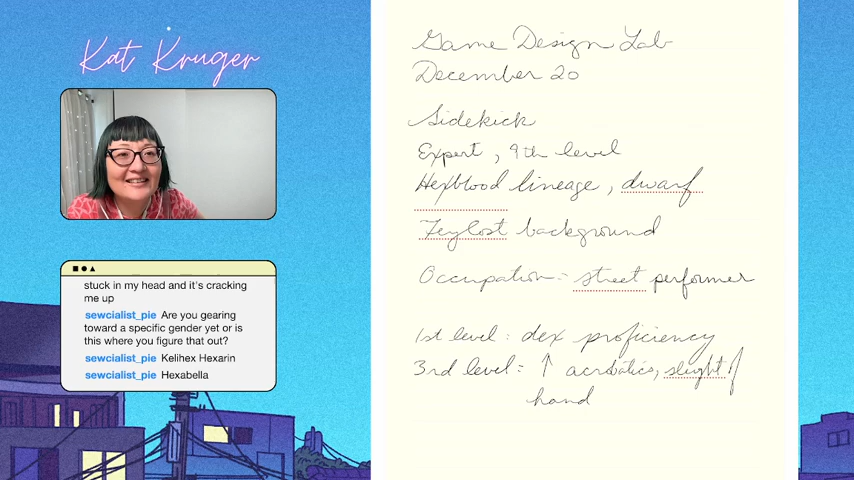 Kat Kruger
stuck in my head and it's cracking
me up
sewcialist_pie Are you gearing
toward a specific gender yet or is
this where you figure that out?
sewcialist_pie Kelihex Hexarin
sewcialist_pie Hexabella
Game Design Lab
December 20
Sidekick
Expert, 9th level
Hexblood lineage, dwarf
Feylost background
Occupation: street performer
1st level: dex proficiency
3rd level: ↑ acrobatics, slight of
hand